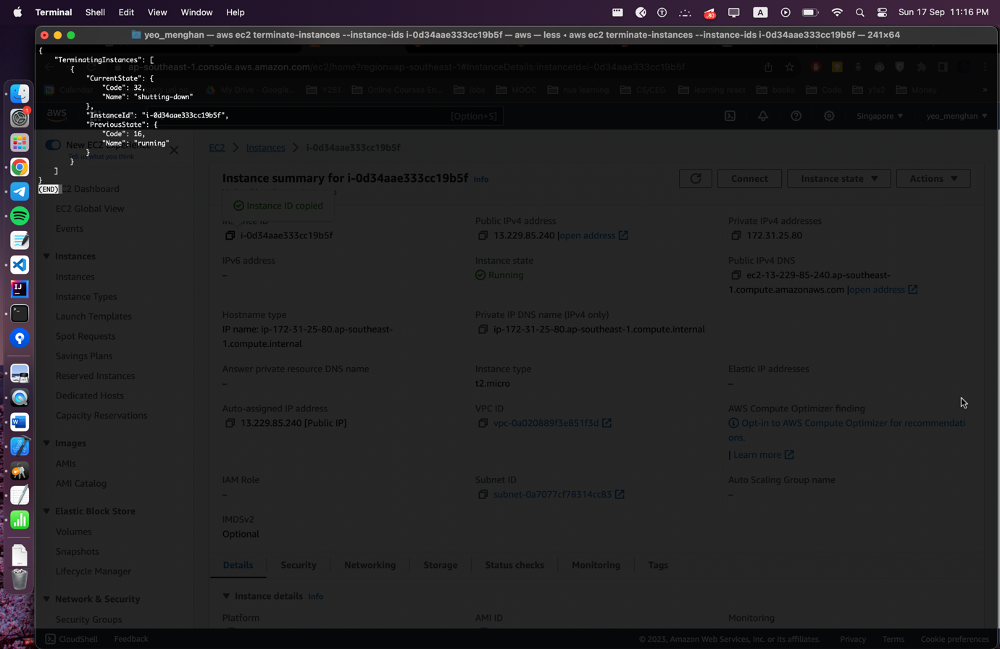 Terminal Shell Edit View Window Help
.80
A
Sun 17 Sep 11:16 PM
yeo_menghan — aws ec2 terminate-instances --instance-ids i-0d34aae333cc19b5f — aws — less ◂ aws ec2 terminate-instances --instance-ids i-0d34aae333cc19b5f — 241×64
{
"TerminatingInstances": [
{
"CurrentState": {
"Code": 32,
"Name": "shutting-down"
},
"InstanceId": "i-0d34aae333cc19b5f",
"PreviousState": {
"Code": 16,
"Name": "running"
}
}
]
}
(END)
ap-southeast-1.console.aws.amazon.com/ec2/home?region=ap-southeast-1#InstanceDetails:instanceId=i-0d34aae333cc19b5f
Calendar
My Drive - Google...
Y2S1
Online Courses En...
jobs
MOOC
nus learning
CS/CEG
learning react
books
Code
y1s2
Money
»
aws
[Option+S]
Singapore ▼
yeo_menghan ▼
New EC2 Experience
Tell us what you think
EC2 Dashboard
EC2 Global View
Events
Instances
Instances
Instance Types
Launch Templates
Spot Requests
Savings Plans
Reserved Instances
Dedicated Hosts
Capacity Reservations
Images
AMIs
AMI Catalog
Elastic Block Store
Volumes
Snapshots
Lifecycle Manager
Network & Security
Security Groups
EC2 > Instances > i-0d34aae333cc19b5f
Instance summary for i-0d34aae333cc19b5f Info
Connect
Instance state ▼
Actions ▼
Instance ID copied
i-0d34aae333cc19b5f
Public IPv4 address
13.229.85.240 |open address
Private IPv4 addresses
172.31.25.80
IPv6 address
–
Instance state
Running
Public IPv4 DNS
ec2-13-229-85-240.ap-southeast-
1.compute.amazonaws.com |open address
Hostname type
IP name: ip-172-31-25-80.ap-southeast-
1.compute.internal
Private IP DNS name (IPv4 only)
ip-172-31-25-80.ap-southeast-1.compute.internal
Answer private resource DNS name
–
Instance type
t2.micro
Elastic IP addresses
–
Auto-assigned IP address
13.229.85.240 [Public IP]
VPC ID
vpc-0a020889f3e851f3d
AWS Compute Optimizer finding
Opt-in to AWS Compute Optimizer for recommendati
ons.
| Learn more
IAM Role
–
Subnet ID
subnet-0a7077cf78314cc83
Auto Scaling Group name
–
IMDSv2
Optional
Details
Security
Networking
Storage
Status checks
Monitoring
Tags
Instance details Info
Platform
AMI ID
Monitoring
CloudShell
Feedback
© 2023, Amazon Web Services, Inc. or its affiliates.
Privacy
Terms
Cookie preferences